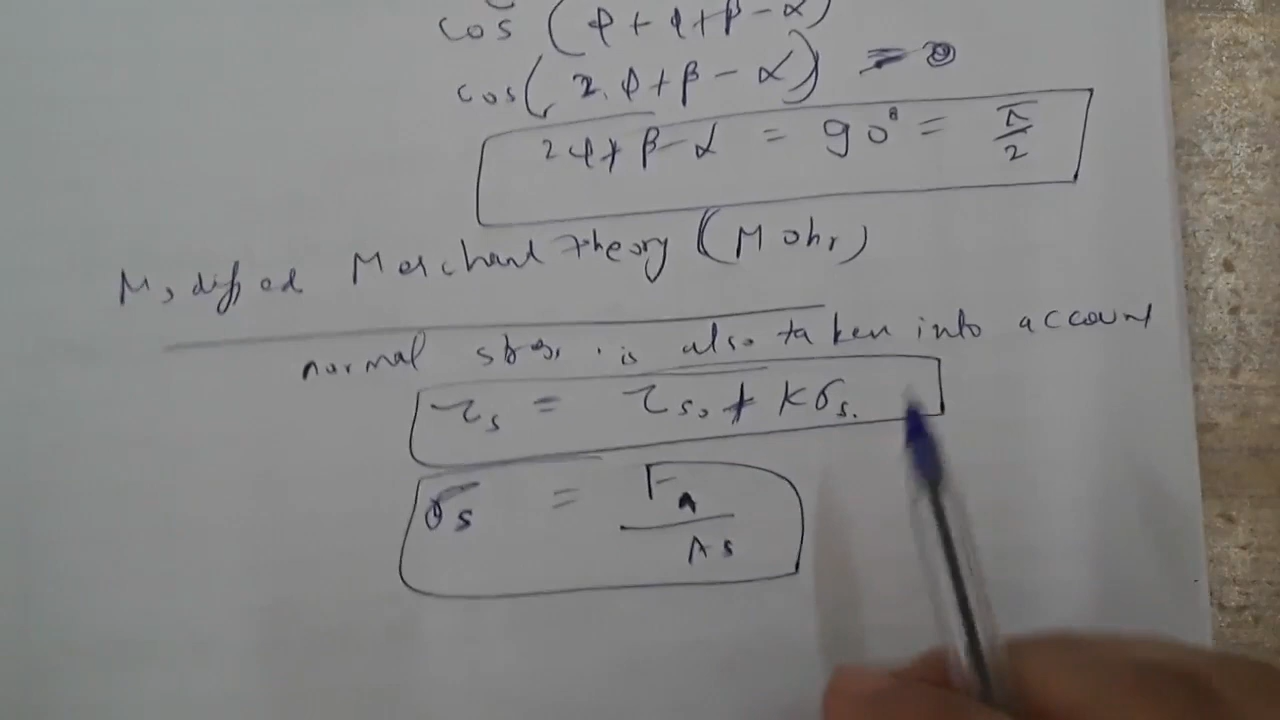 cos (φ + φ + β - α)
cos(2φ + β - α) = 0
2φ + β - α = 90° = π/2
Modified Merchant theory (Mohr)
normal stress is also taken into account
τs = τs₀ + kσs.
σs = Fn / As